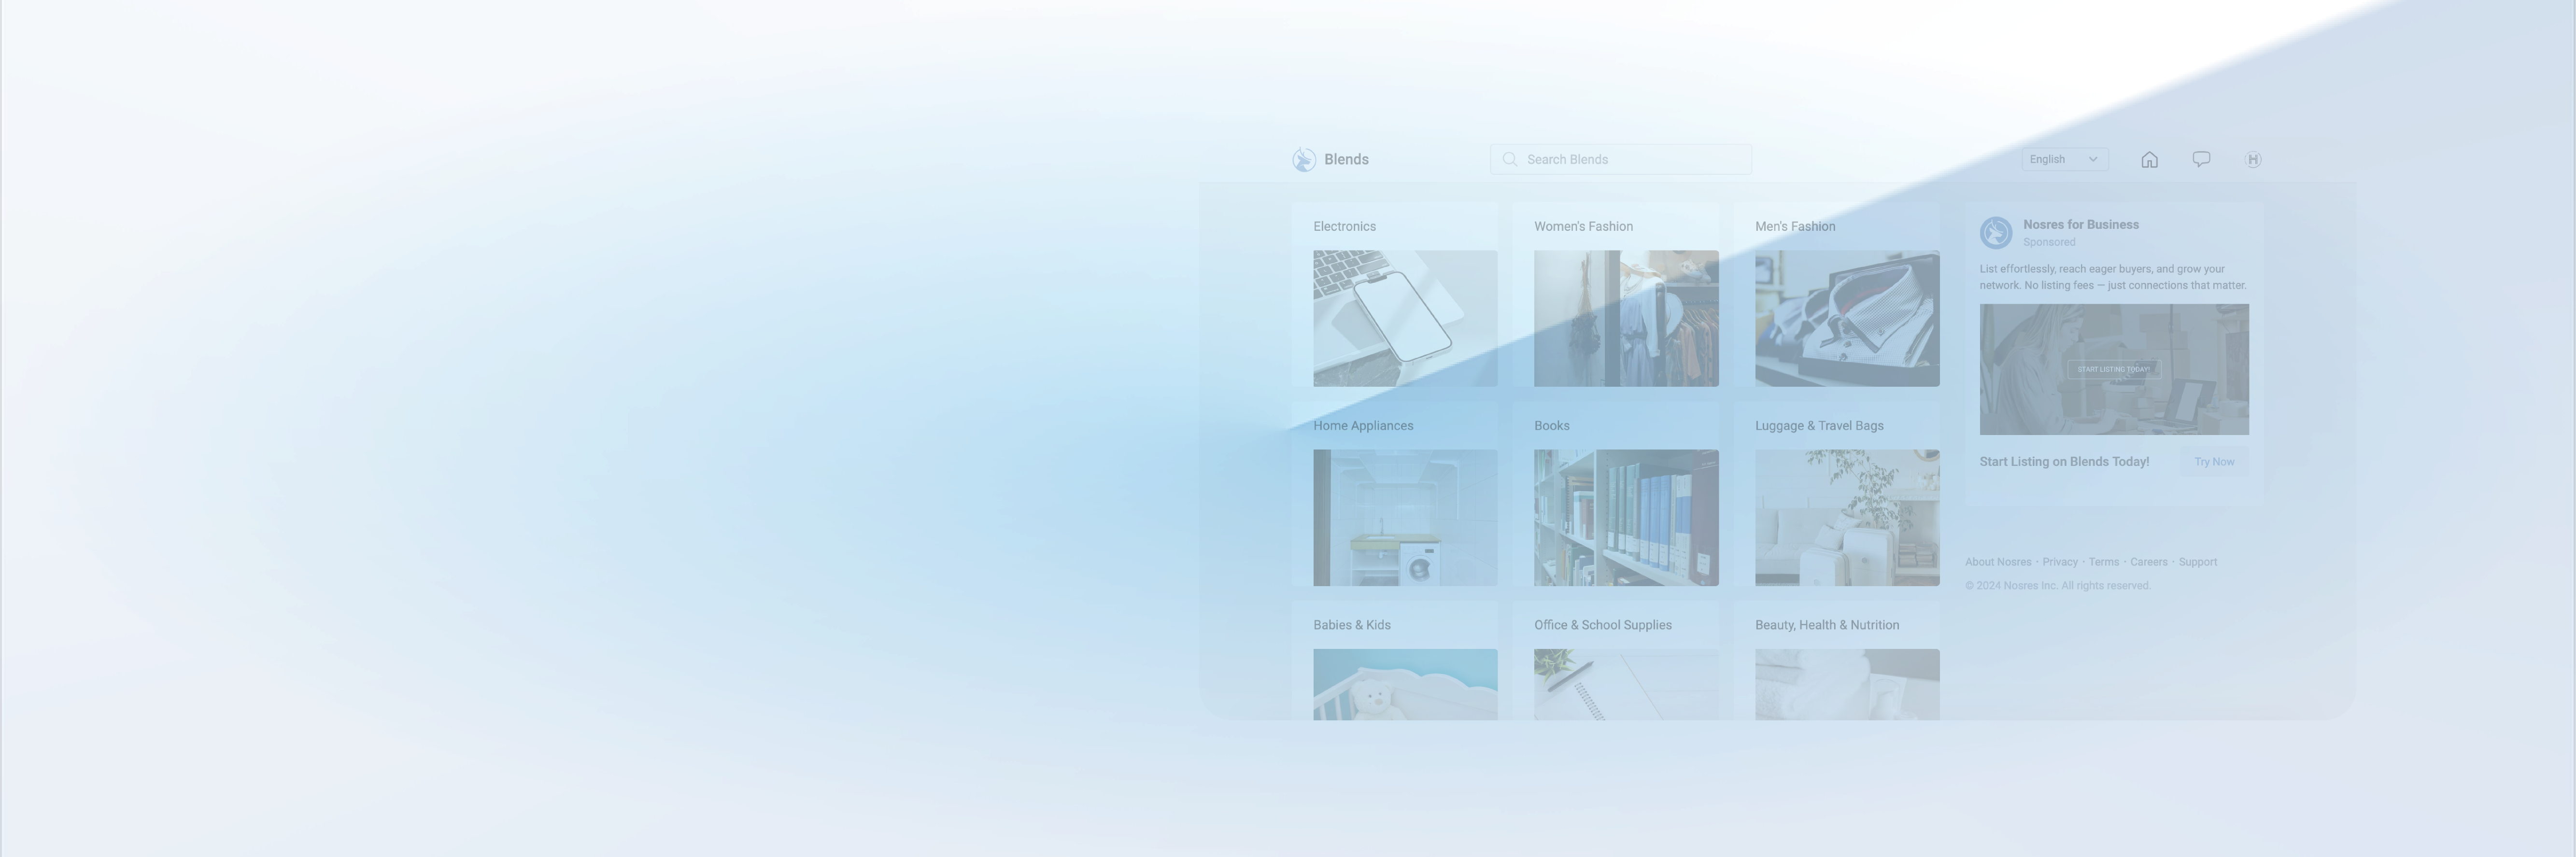 Blends
Search Blends
English
Electronics
Women's Fashion
Men's Fashion
Nosres for Business
Sponsored
List effortlessly, reach eager buyers, and grow your
network. No listing fees — just connections that matter.
START LISTING TODAY!
Start Listing on Blends Today!
Try Now
Home Appliances
Books
Luggage & Travel Bags
About Nosres · Privacy · Terms · Careers · Support
© 2024 Nosres Inc. All rights reserved.
Babies & Kids
Office & School Supplies
Beauty, Health & Nutrition